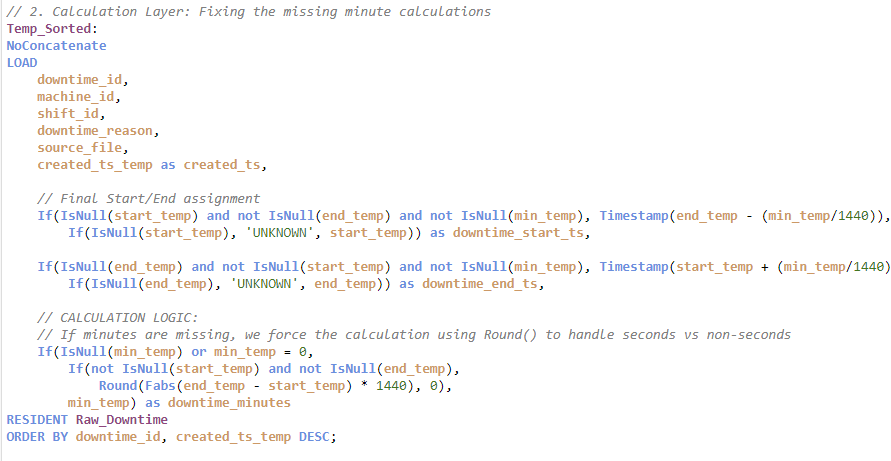 // 2. Calculation Layer: Fixing the missing minute calculations
Temp_Sorted:
NoConcatenate
LOAD
    downtime_id,
    machine_id,
    shift_id,
    downtime_reason,
    source_file,
    created_ts_temp as created_ts,

    // Final Start/End assignment
    If(IsNull(start_temp) and not IsNull(end_temp) and not IsNull(min_temp), Timestamp(end_temp - (min_temp/1440)),
        If(IsNull(start_temp), 'UNKNOWN', start_temp)) as downtime_start_ts,

    If(IsNull(end_temp) and not IsNull(start_temp) and not IsNull(min_temp), Timestamp(start_temp + (min_temp/1440)
        If(IsNull(end_temp), 'UNKNOWN', end_temp)) as downtime_end_ts,

    // CALCULATION LOGIC:
    // If minutes are missing, we force the calculation using Round() to handle seconds vs non-seconds
    If(IsNull(min_temp) or min_temp = 0,
        If(not IsNull(start_temp) and not IsNull(end_temp),
            Round(Fabs(end_temp - start_temp) * 1440), 0),
        min_temp) as downtime_minutes
RESIDENT Raw_Downtime
ORDER BY downtime_id, created_ts_temp DESC;